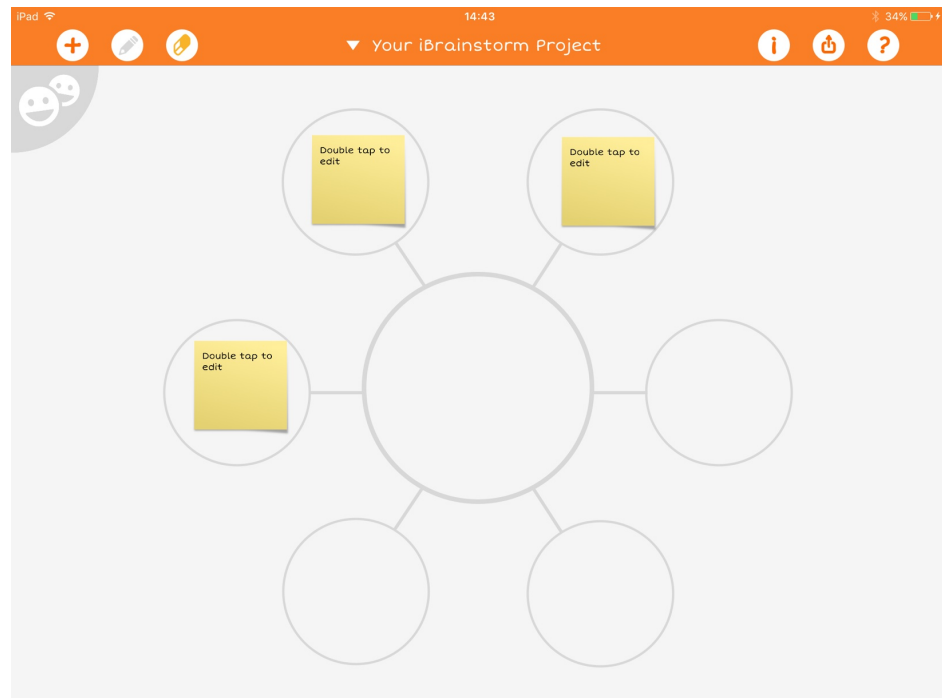 iPad 14:43 34%
Your iBrainstorm Project
i ?
Double tap to
edit
Double tap to
edit
Double tap to
edit